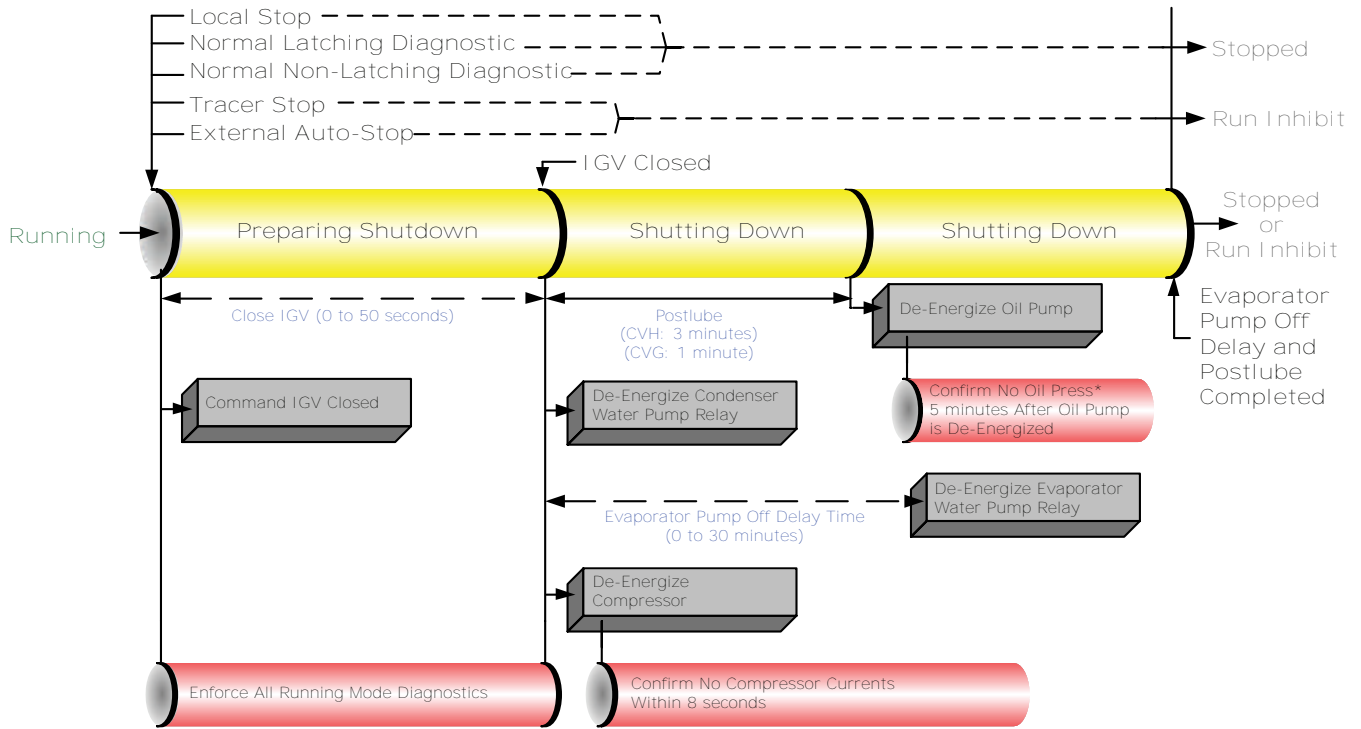 Local Stop
Normal Latching Diagnostic
Normal Non-Latching Diagnostic
Stopped
Tracer Stop
External Auto-Stop
Run Inhibit
IGV Closed
Running
Preparing Shutdown
Shutting Down
Shutting Down
Stopped
or
Run Inhibit
Close IGV (0 to 50 seconds)
Postlube
(CVH: 3 minutes)
(CVG: 1 minute)
De-Energize Oil Pump
Evaporator
Pump Off
Delay and
Postlube
Completed
Command IGV Closed
De-Energize Condenser
Water Pump Relay
Confirm No Oil Press*
5 minutes After Oil Pump
is De-Energized
Evaporator Pump Off Delay Time
(0 to 30 minutes)
De-Energize Evaporator
Water Pump Relay
De-Energize
Compressor
Enforce All Running Mode Diagnostics
Confirm No Compressor Currents
Within 8 seconds